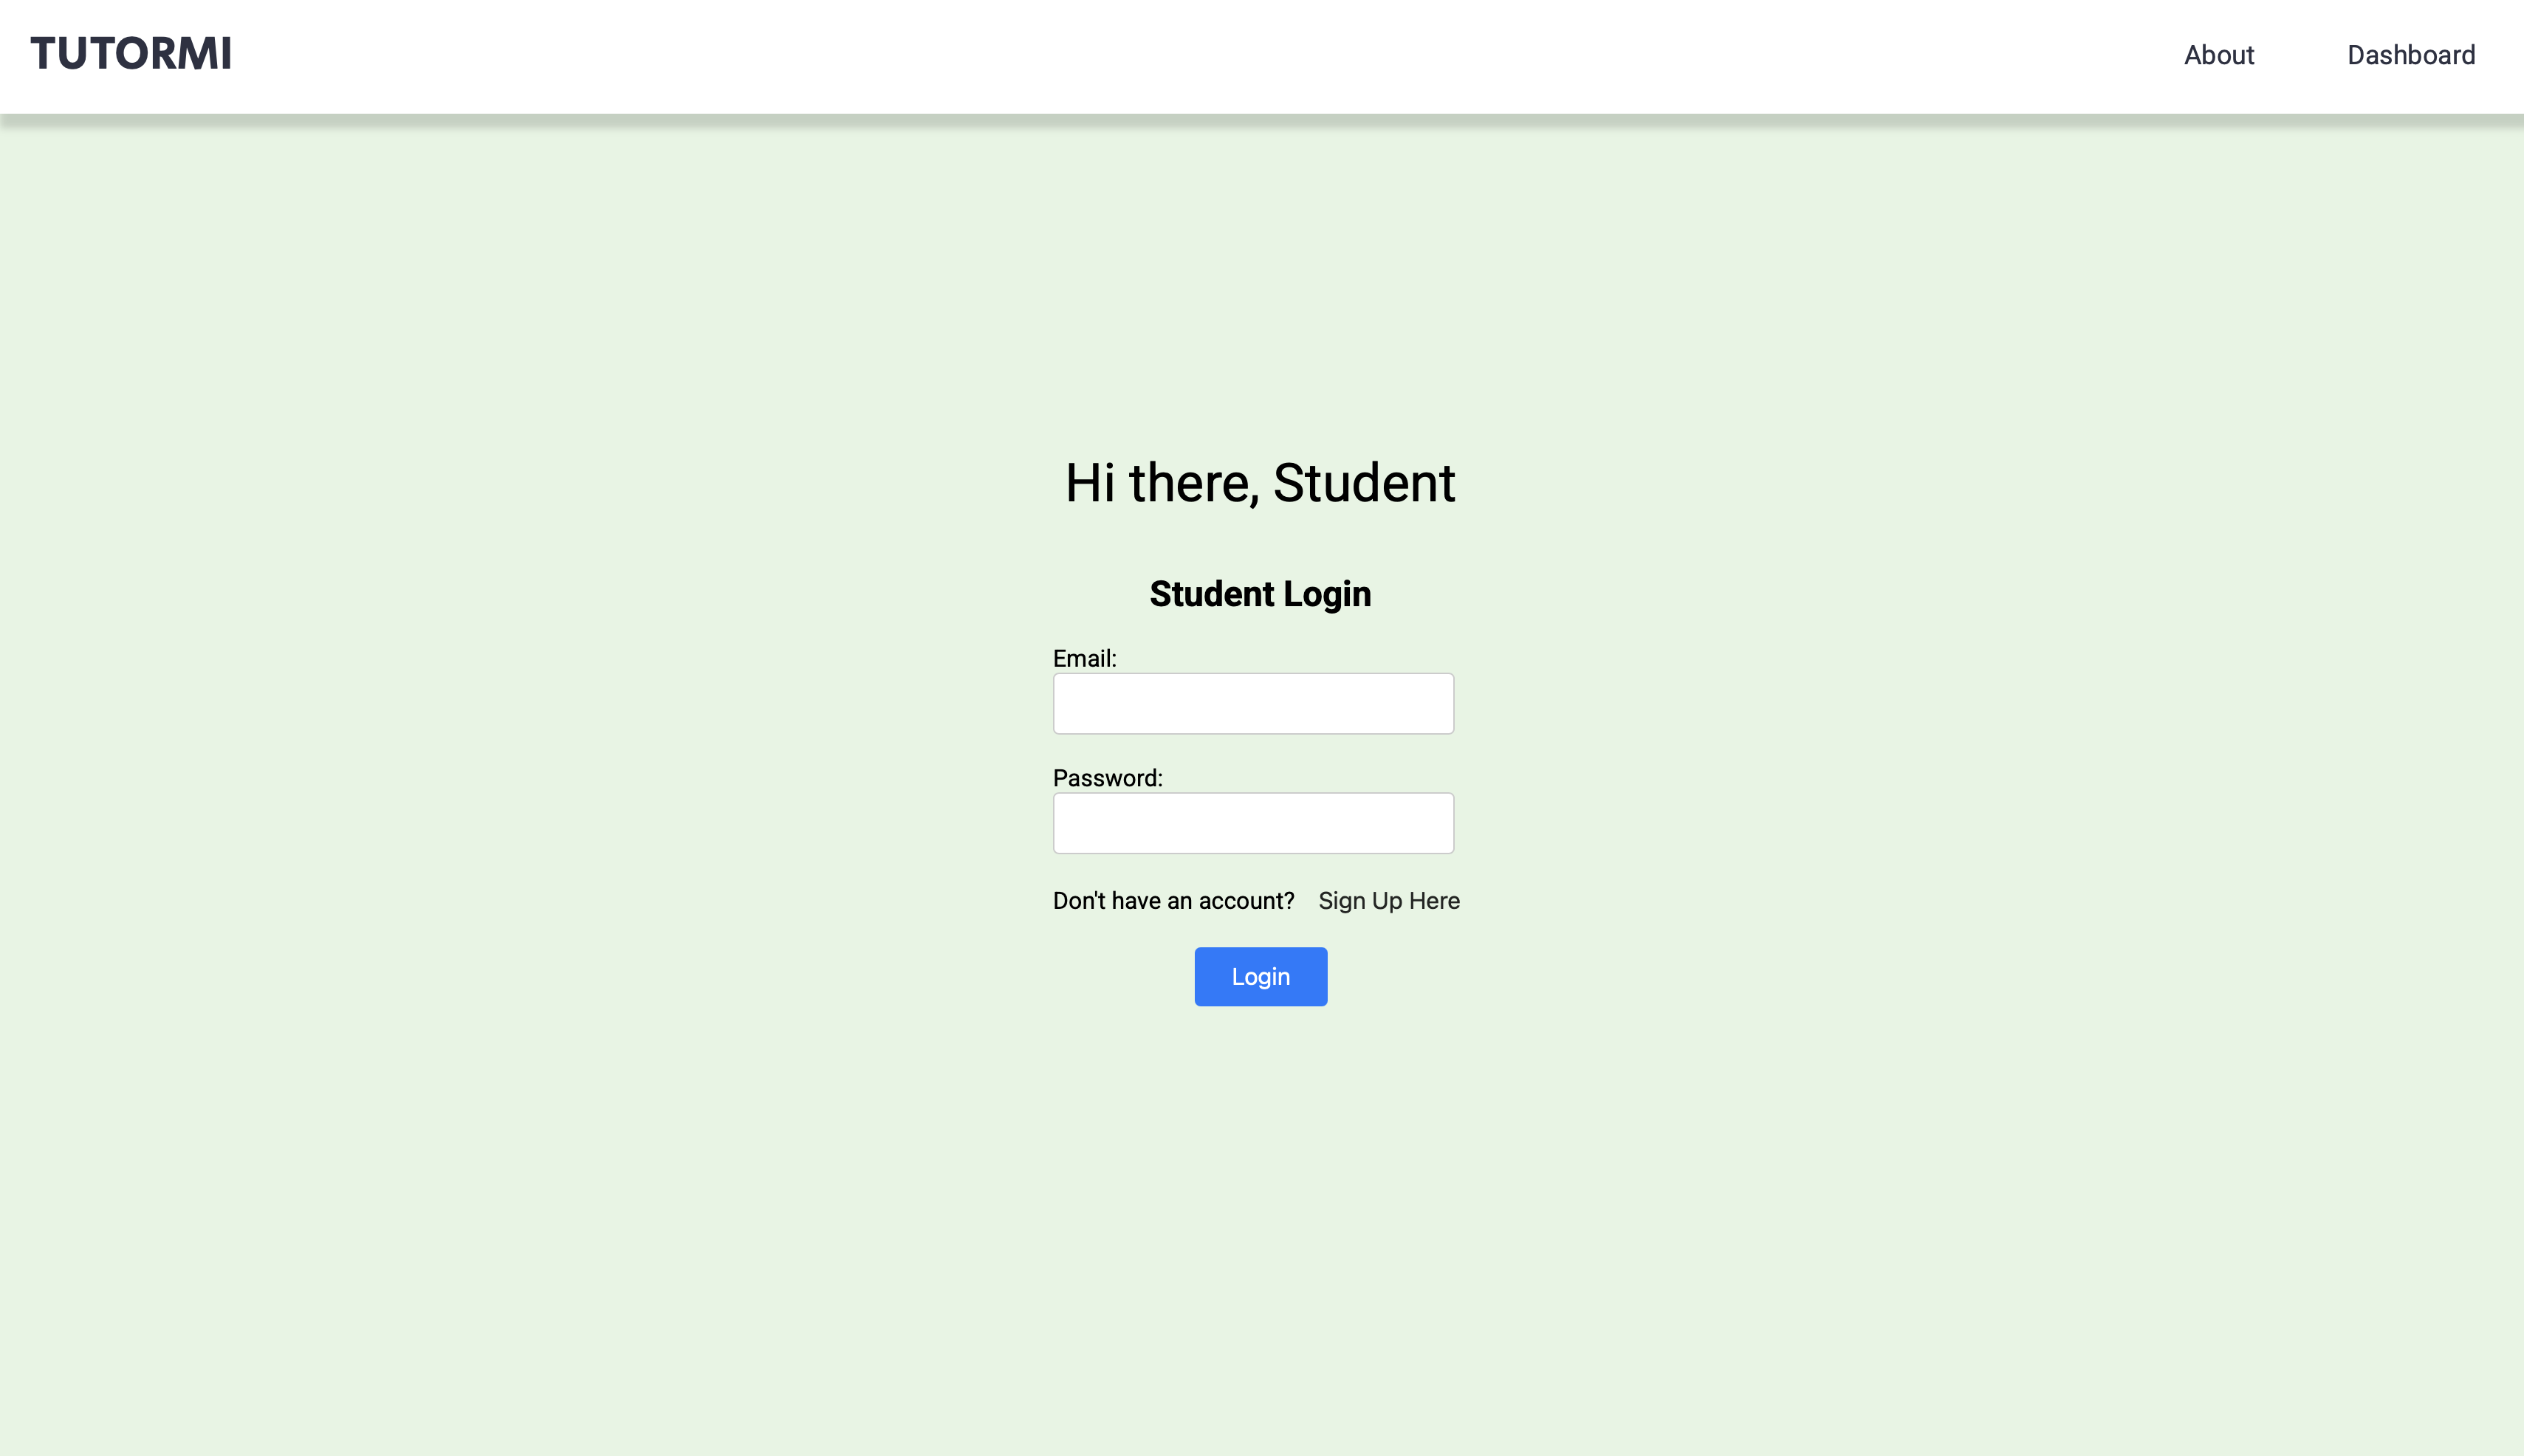 TUTORMI
About Dashboard
Hi there, Student
Student Login
Email:
Password:
Don't have an account? Sign Up Here
Login